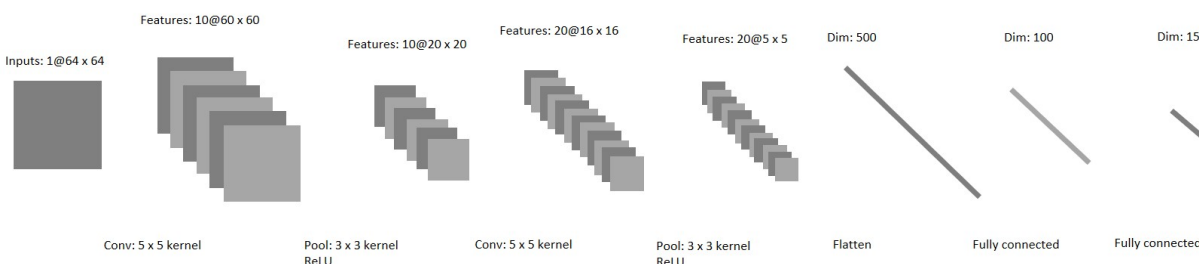 Features: 10@60 x 60
Features: 20@16 x 16
Features: 10@20 x 20
Features: 20@5 x 5
Dim: 500
Dim: 100
Dim: 15
Inputs: 1@64 x 64
Conv: 5 x 5 kernel
Pool: 3 x 3 kernel
ReLU
Conv: 5 x 5 kernel
Pool: 3 x 3 kernel
ReLU
Flatten
Fully connected
Fully connected